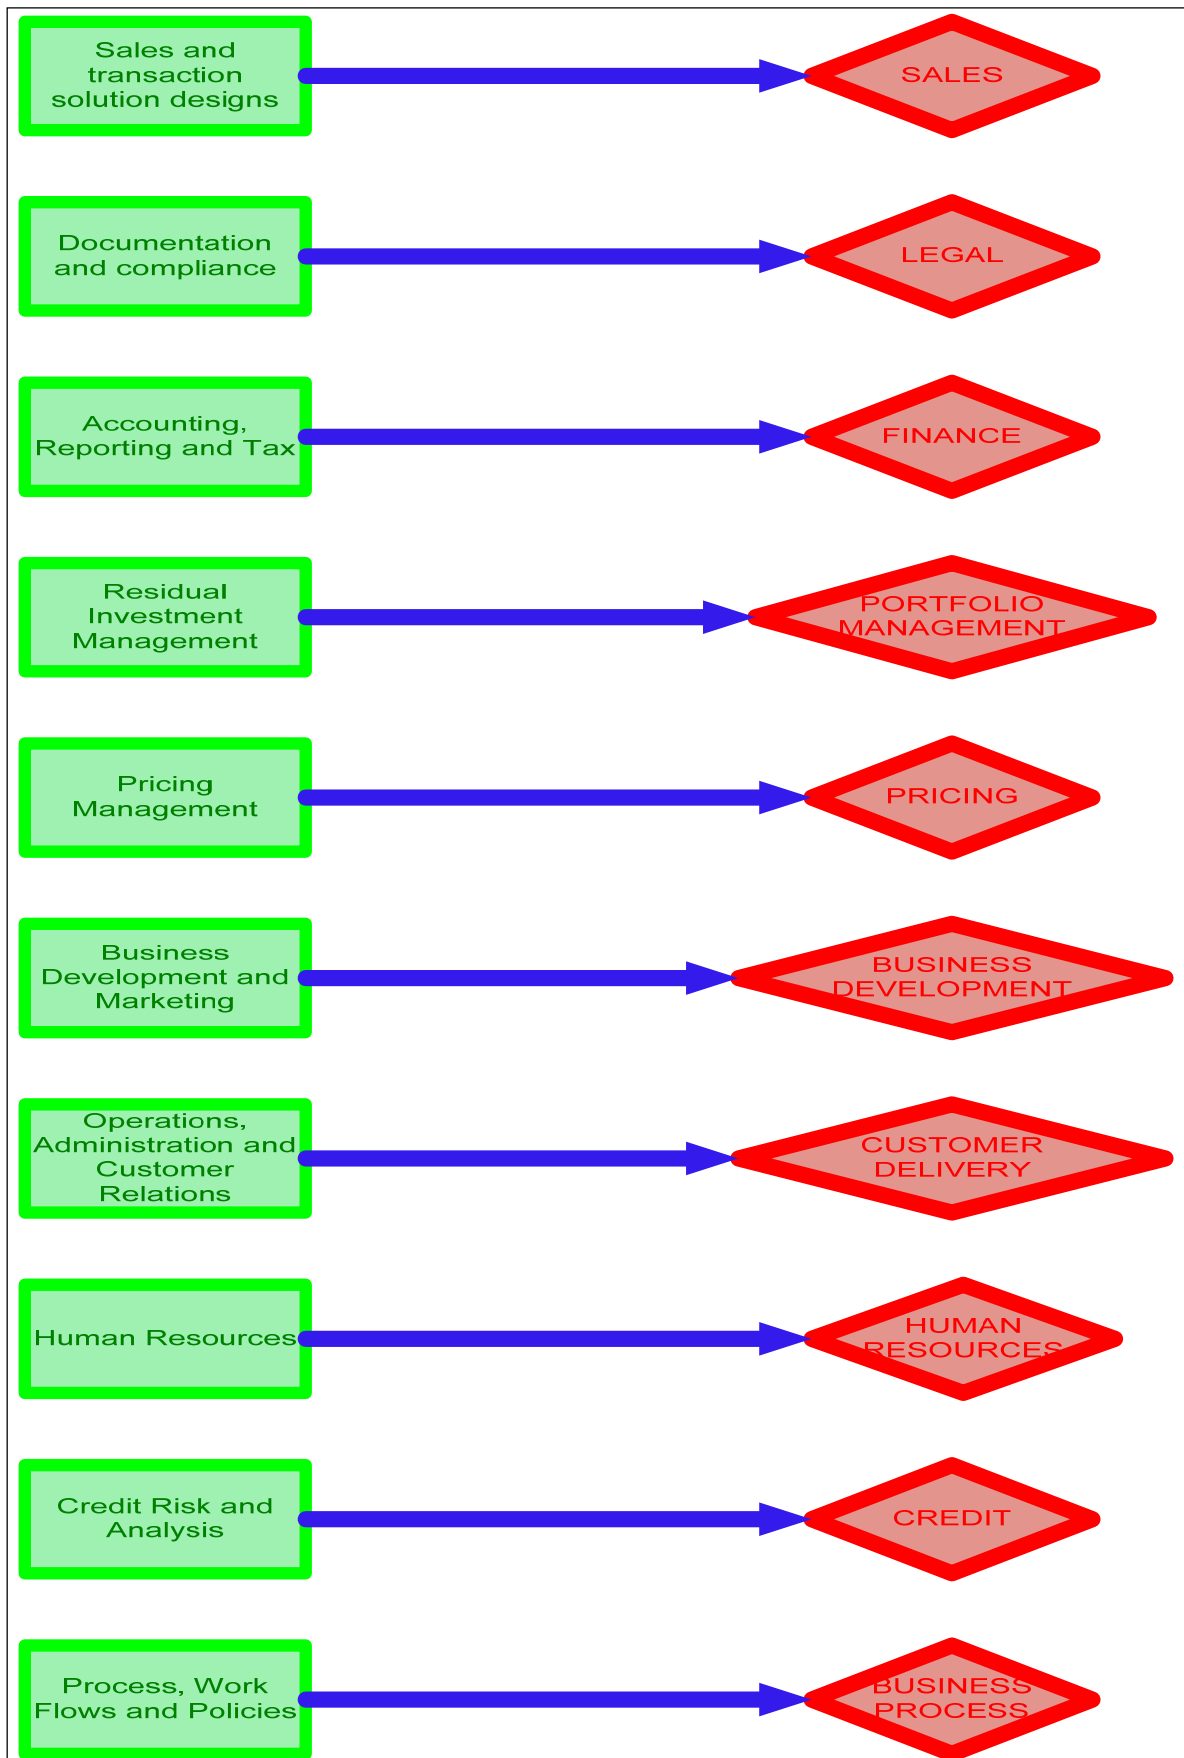 Sales and
transaction
solution designs
SALES
Documentation
and compliance
LEGAL
Accounting,
Reporting and Tax
FINANCE
Residual
Investment
Management
PORTFOLIO
MANAGEMENT
Pricing
Management
PRICING
Business
Development and
Marketing
BUSINESS
DEVELOPMENT
Operations,
Administration and
Customer
Relations
CUSTOMER
DELIVERY
Human Resources
HUMAN
RESOURCES
Credit Risk and
Analysis
CREDIT
Process, Work
Flows and Policies
BUSINESS
PROCESS